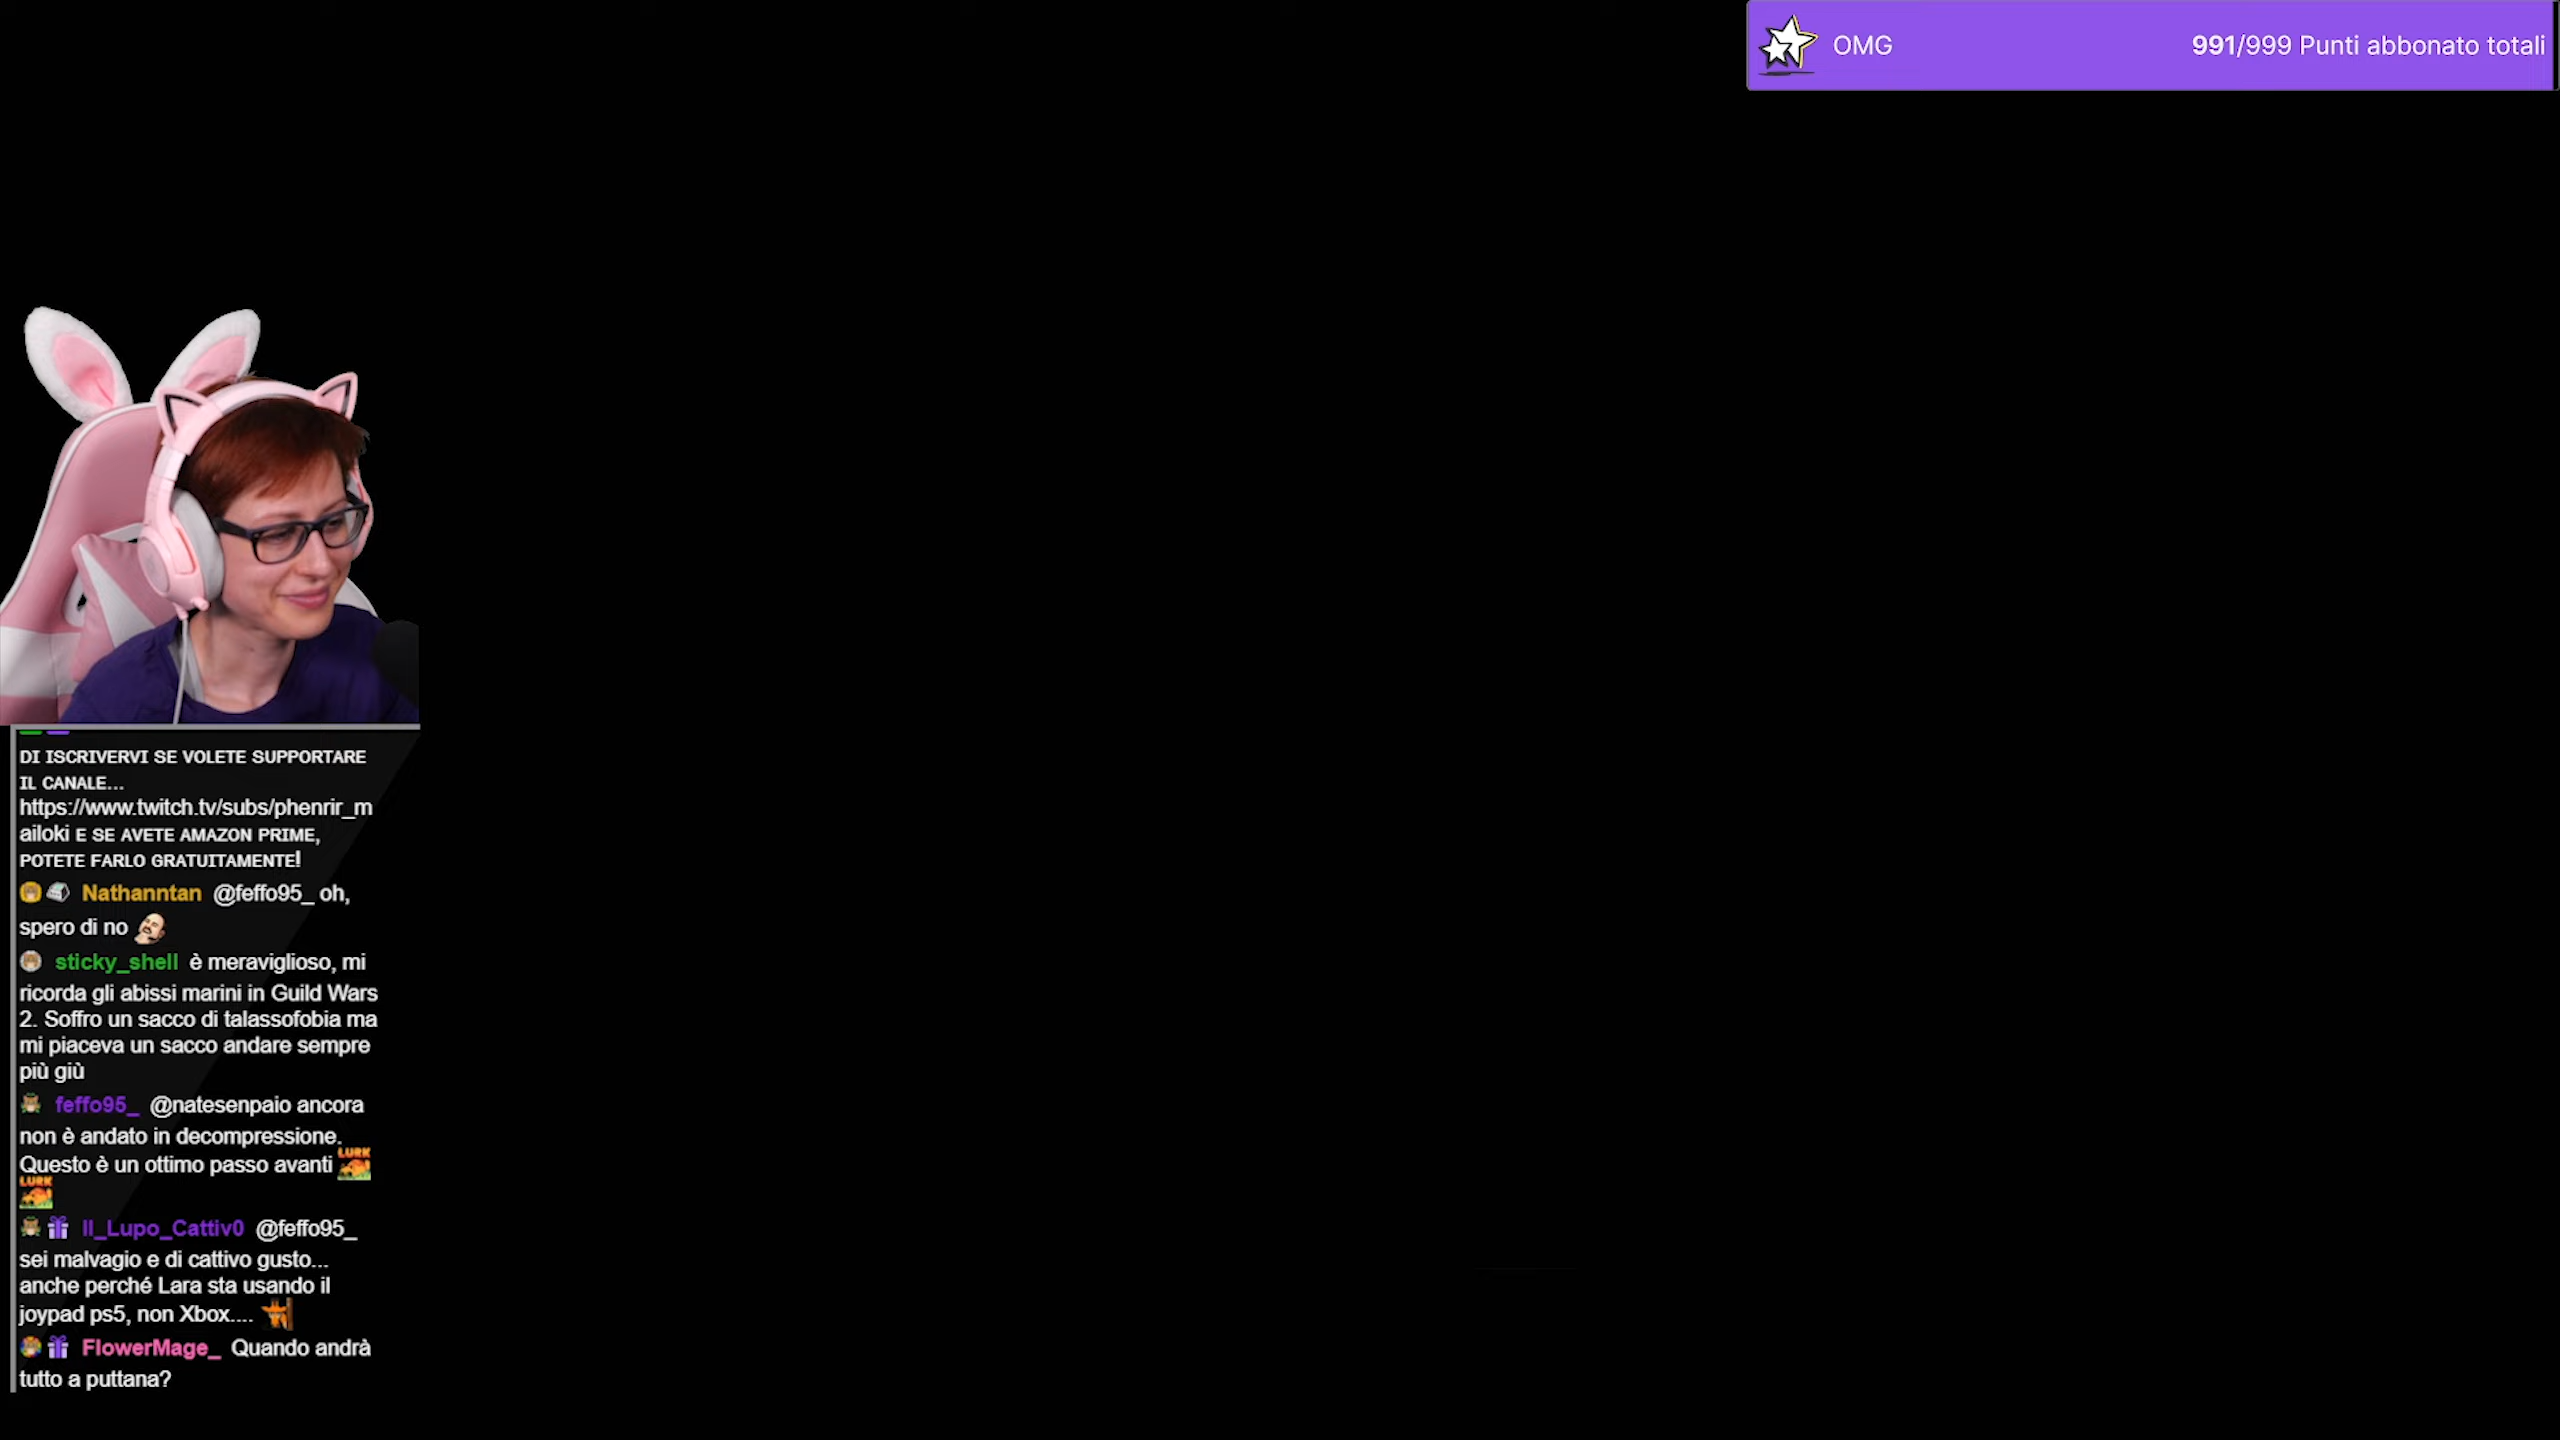 OMG 991/999 Punti abbonato totali
DI ISCRIVERVI SE VOLETE SUPPORTARE
IL CANALE...
https://www.twitch.tv/subs/phenrir_m
ailoki E SE AVETE AMAZON PRIME,
POTETE FARLO GRATUITAMENTE!
Nathanntan @feffo95_ oh,
spero di no
sticky_shell è meraviglioso, mi
ricorda gli abissi marini in Guild Wars
2. Soffro un sacco di talassofobia ma
mi piaceva un sacco andare sempre
più giù
feffo95_ @natesenpaio ancora
non è andato in decompressione.
Questo è un ottimo passo avanti LURK
LURK
Il_Lupo_Cattiv0 @feffo95_
sei malvagio e di cattivo gusto...
anche perché Lara sta usando il
joypad ps5, non Xbox....
FlowerMage_ Quando andrà
tutto a puttana?